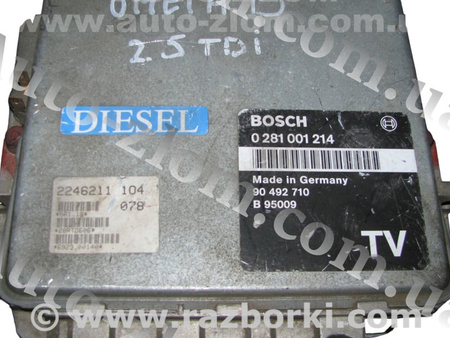 OMEGA B
2.5 TDi
www.auto-zlom.com.ua
DIESEL
BOSCH
0 281 001 214
Made in Germany
90 492 710
B 95009
TV
2246211 104
078
www.razborki.com